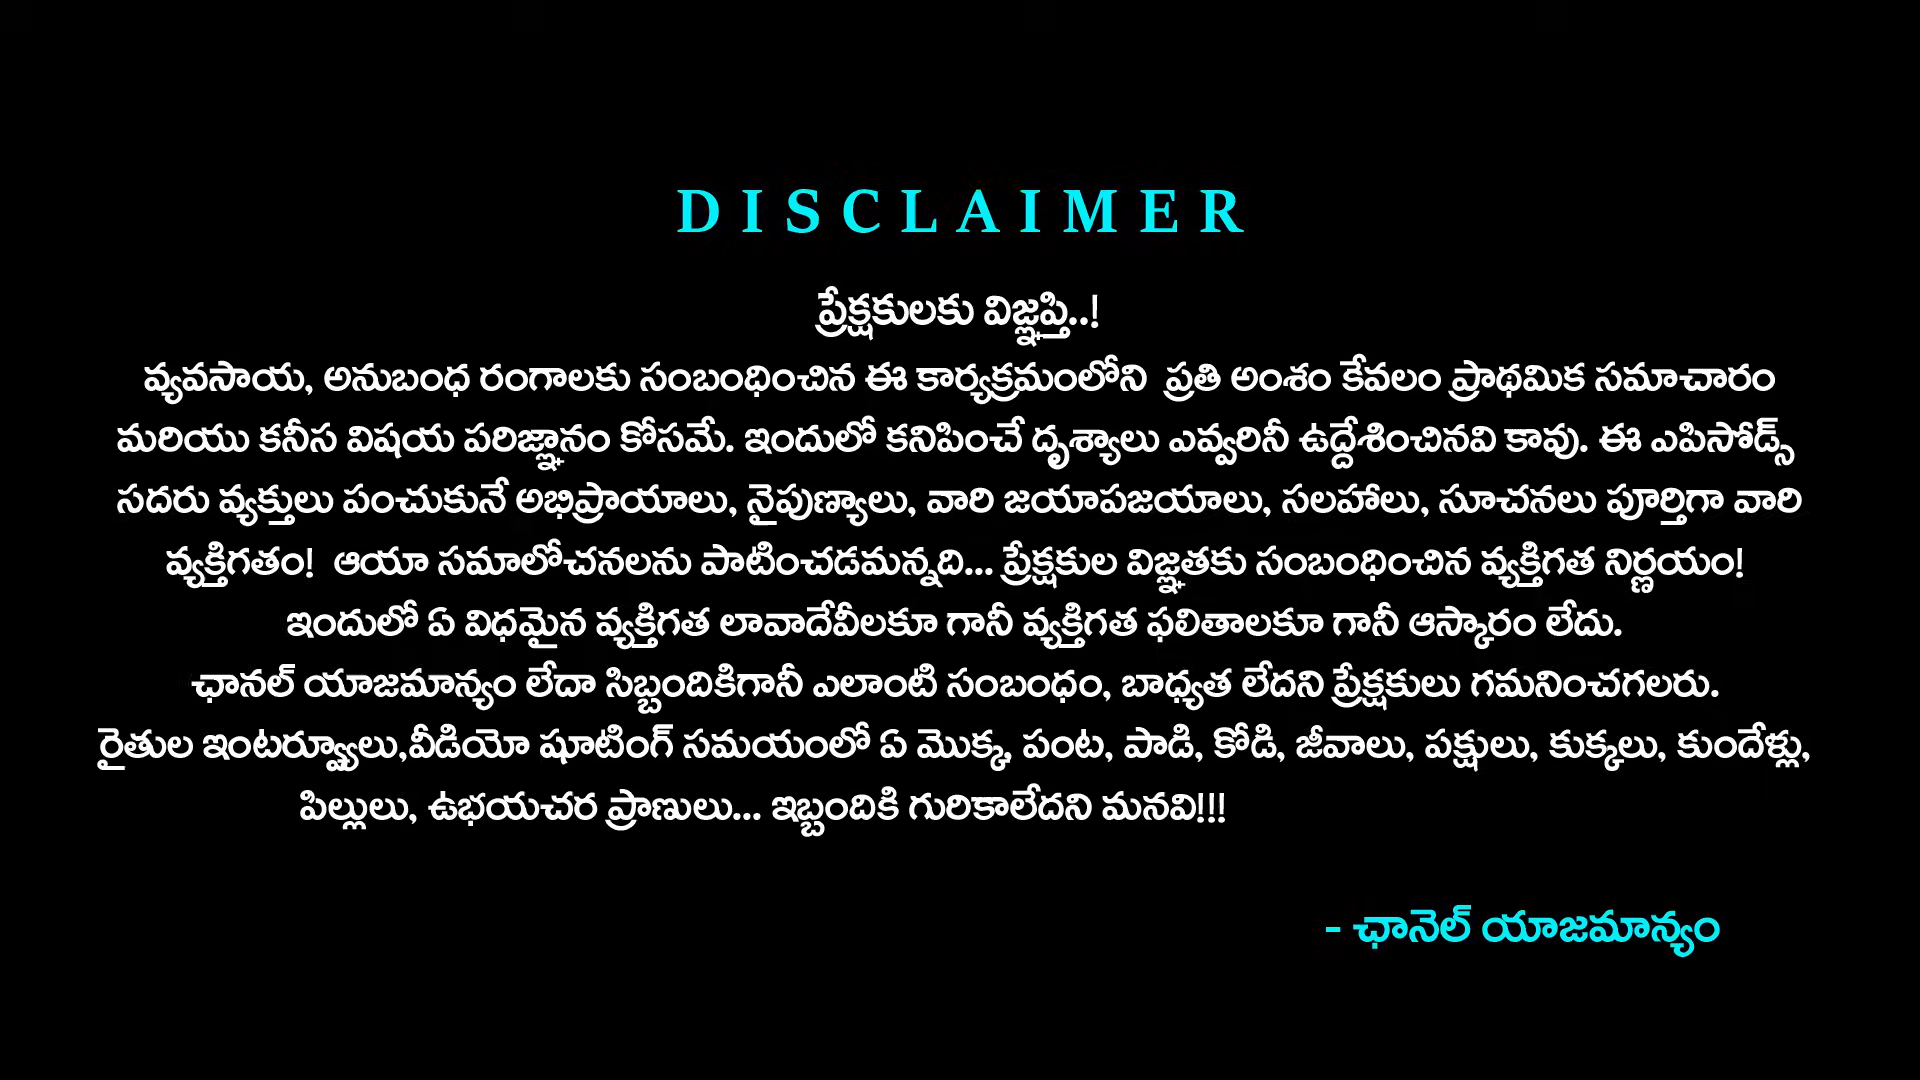 DISCLAIMER
ప్రేక్షకులకు విజ్ఞప్తి..!
వ్యవసాయ, అనుబంధ రంగాలకు సంబంధించిన ఈ కార్యక్రమంలోని ప్రతి అంశం కేవలం ప్రాథమిక సమాచారం
మరియు కనీస విషయ పరిజ్ఞానం కోసమే. ఇందులో కనిపించే దృశ్యాలు ఎవ్వరినీ ఉద్దేశించినవి కావు. ఈ ఎపిసోడ్స్
సదరు వ్యక్తులు పంచుకునే అభిప్రాయాలు, నైపుణ్యాలు, వారి జయాపజయాలు, సలహాలు, సూచనలు పూర్తిగా వారి
వ్యక్తిగతం! ఆయా సమాలోచనలను పాటించడమన్నది... ప్రేక్షకుల విజ్ఞతకు సంబంధించిన వ్యక్తిగత నిర్ణయం!
ఇందులో ఏ విధమైన వ్యక్తిగత లావాదేవీలకూ గానీ వ్యక్తిగత ఫలితాలకూ గానీ ఆస్కారం లేదు.
ఛానల్ యాజమాన్యం లేదా సిబ్బందికిగానీ ఎలాంటి సంబంధం, బాధ్యత లేదని ప్రేక్షకులు గమనించగలరు.
రైతుల ఇంటర్వ్యూలు,వీడియో షూటింగ్ సమయంలో ఏ మొక్క, పంట, పాడి, కోడి, జీవాలు, పక్షులు, కుక్కలు, కుందేళ్లు,
పిల్లులు, ఉభయచర ప్రాణులు... ఇబ్బందికి గురికాలేదని మనవి!!!
- ఛానెల్ యాజమాన్యం